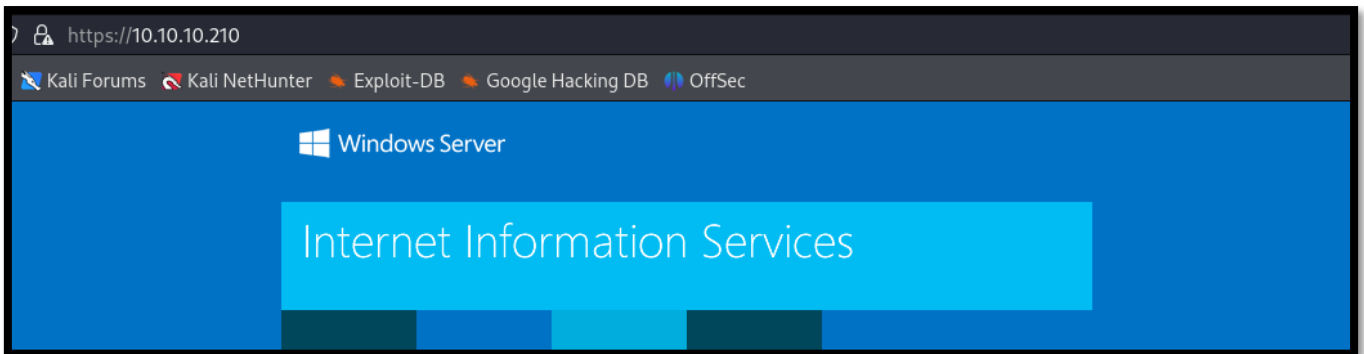 https://10.10.10.210
Kali Forums Kali NetHunter Exploit-DB Google Hacking DB OffSec
Windows Server
Internet Information Services